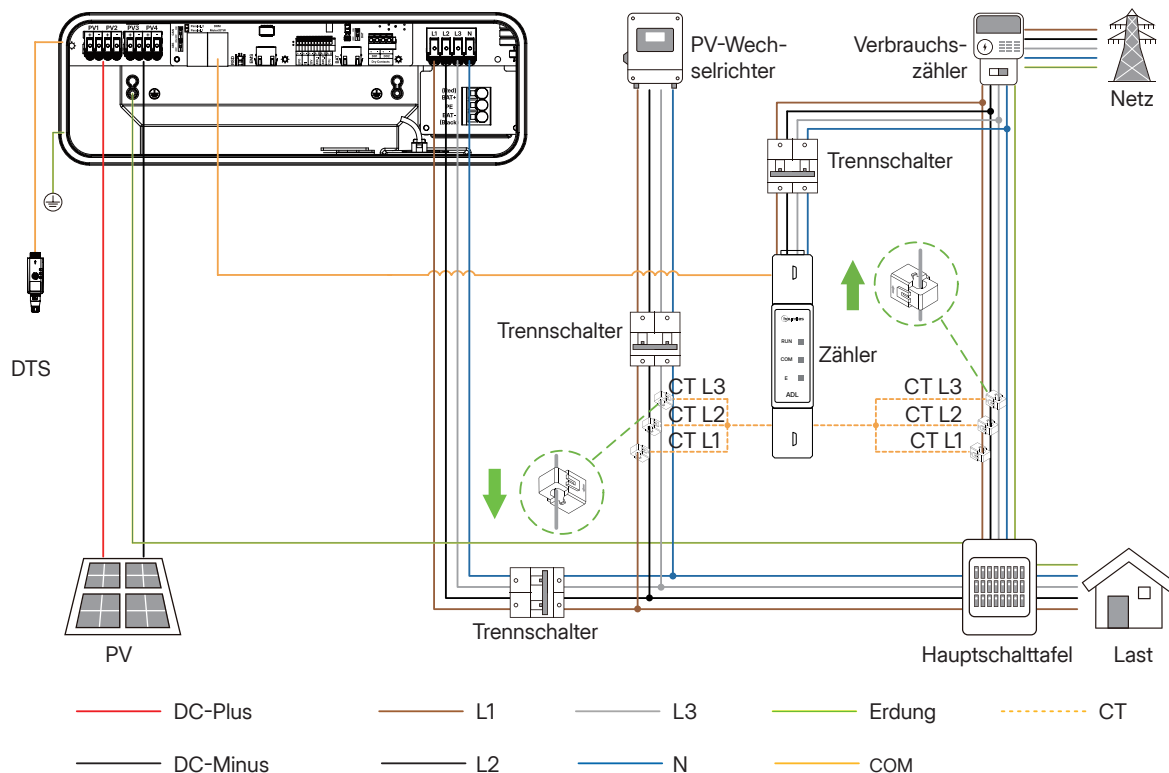 PV1 PV2 PV3 PV4
L1 L2 L3 N
(Red)
BAT+
PE
BAT-
(Black
PV-Wech-
selrichter
Verbrauchs-
zähler
Netz
Trennschalter
DTS
Trennschalter
RUN
COM
E
ADL
Zähler
CT L3
CT L2
CT L1
CT L3
CT L2
CT L1
PV
Trennschalter
Hauptschalttafel
Last
DC-Plus
L1
L3
Erdung
CT
DC-Minus
L2
N
COM